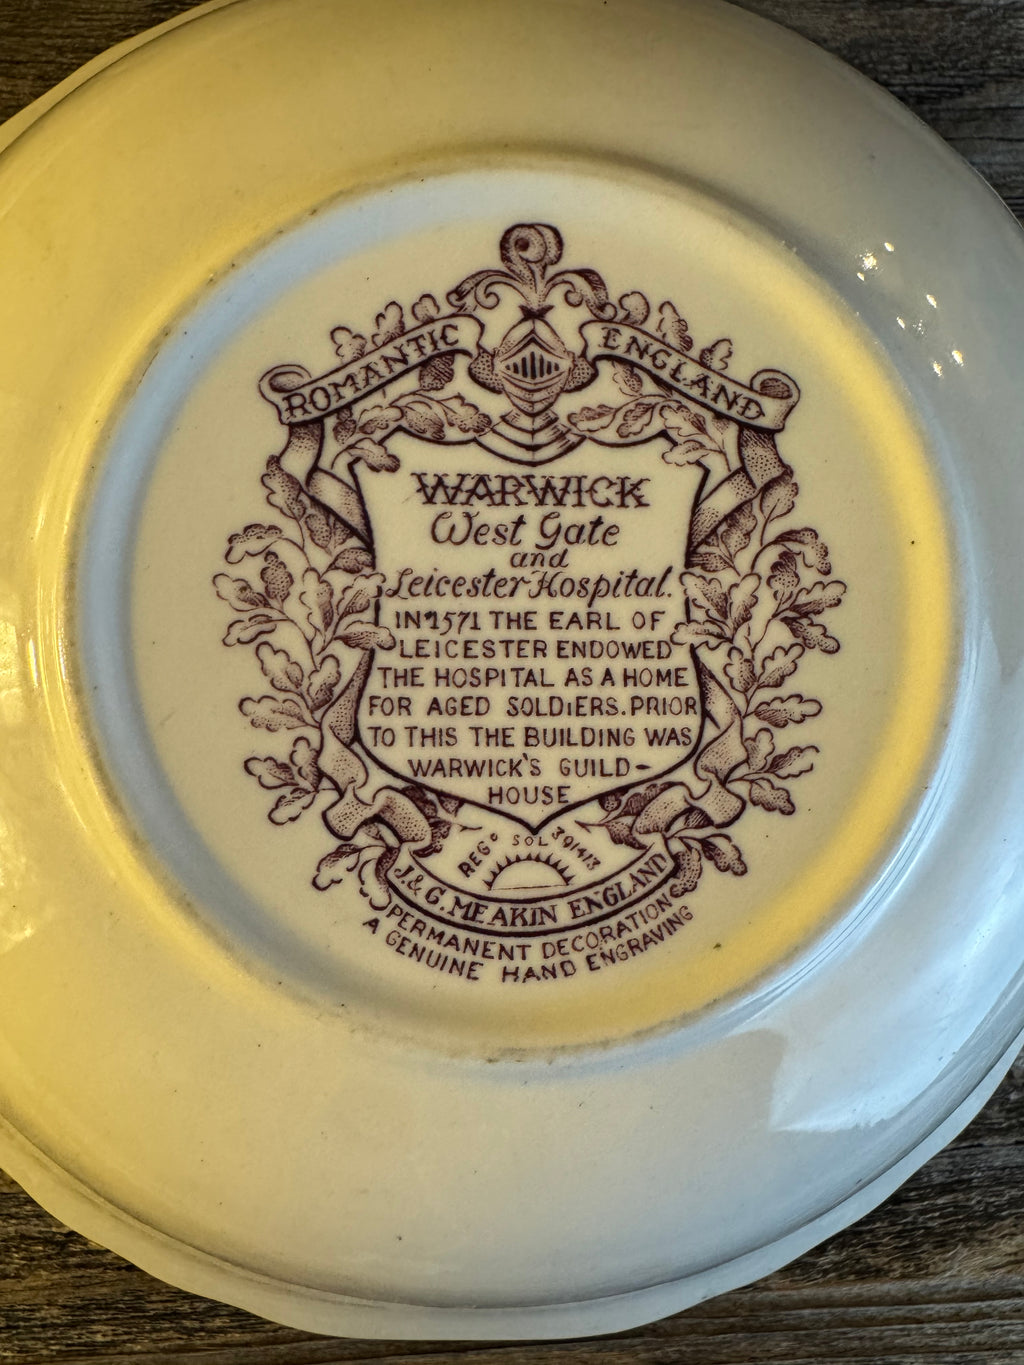 ROMANTIC ENGLAND
WARWICK
West Gate
and
Leicester Hospital.
IN 1571 THE EARL OF
LEICESTER ENDOWED
THE HOSPITAL AS A HOME
FOR AGED SOLDIERS. PRIOR
TO THIS THE BUILDING WAS
WARWICK'S GUILD-
HOUSE
REGD SOL 391413
J. & G. MEAKIN ENGLAND
PERMANENT DECORATION
A GENUINE HAND ENGRAVING